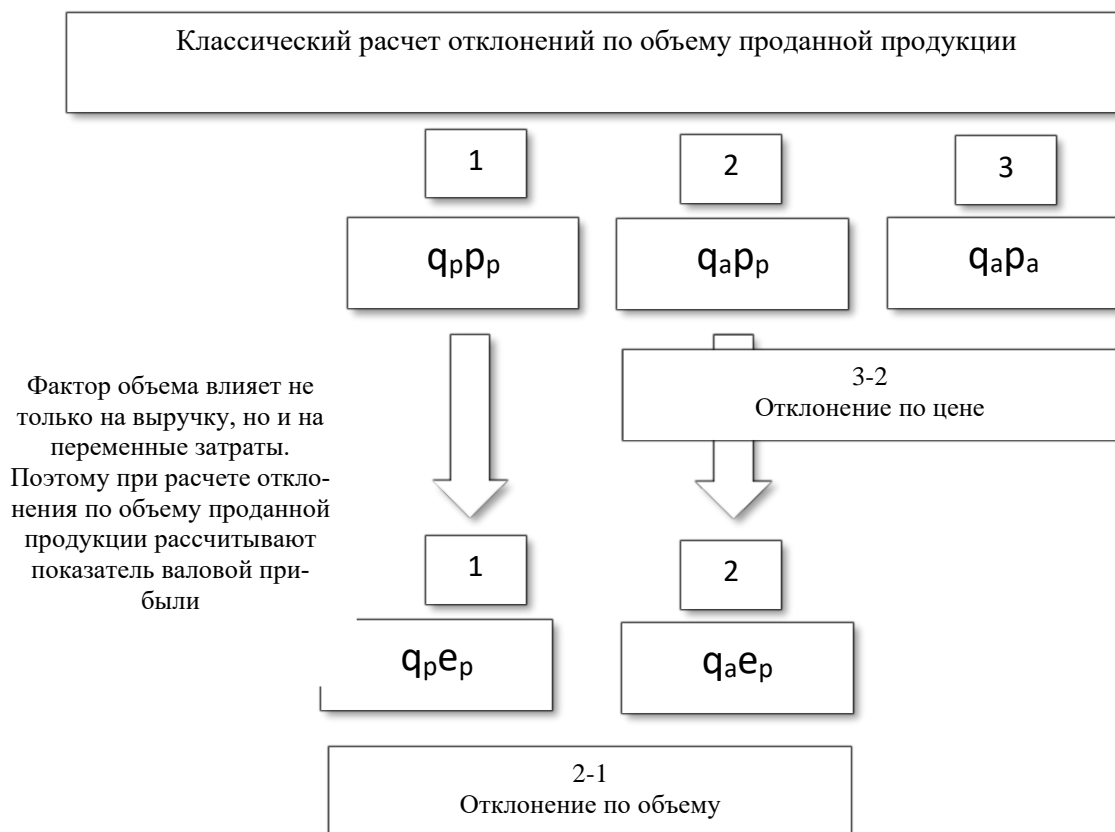 Классический расчет отклонений по объему проданной продукции
1
2
3
qₚpₚ
qₐpₚ
qₐpₐ
Фактор объема влияет не
только на выручку, но и на
переменные затраты.
Поэтому при расчете откло-
нения по объему проданной
продукции рассчитывают
показатель валовой при-
были
3-2
Отклонение по цене
1
2
qₚeₚ
qₐeₚ
2-1
Отклонение по объему